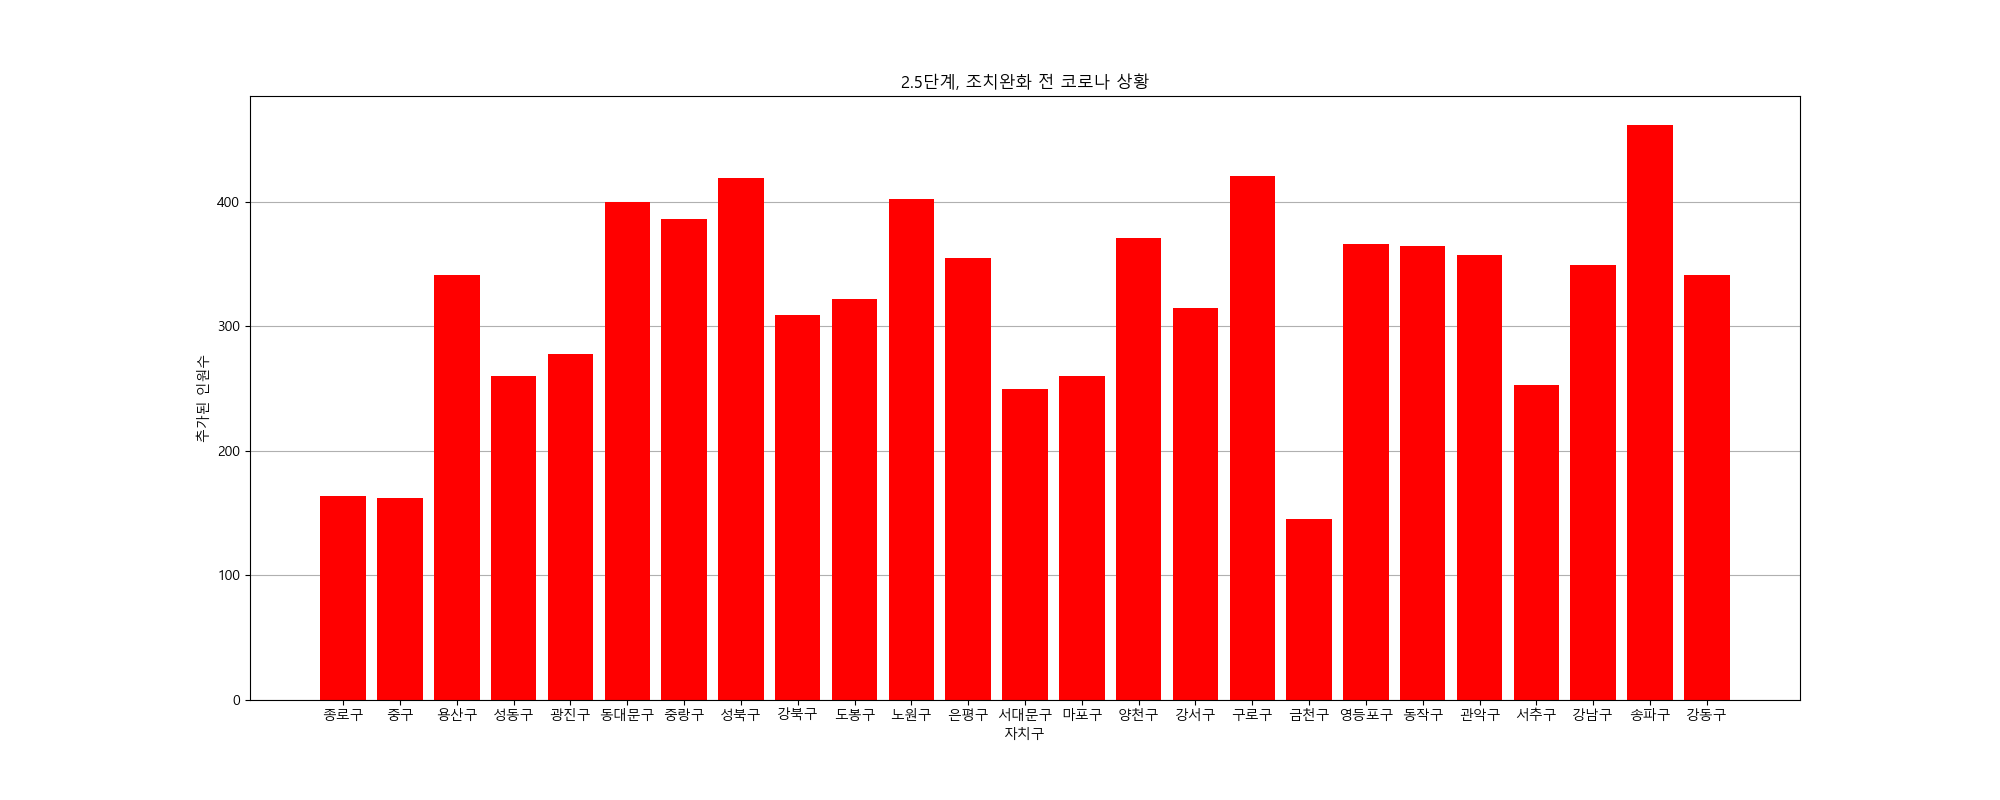 2.5단계, 조치완화 전 코로나 상황
추가된 인원수
400
300
200
100
0
종로구 중구 용산구 성동구 광진구 동대문구 중랑구 성북구 강북구 도봉구 노원구 은평구 서대문구 마포구 양천구 강서구 구로구 금천구 영등포구 동작구 관악구 서추구 강남구 송파구 강동구
자치구